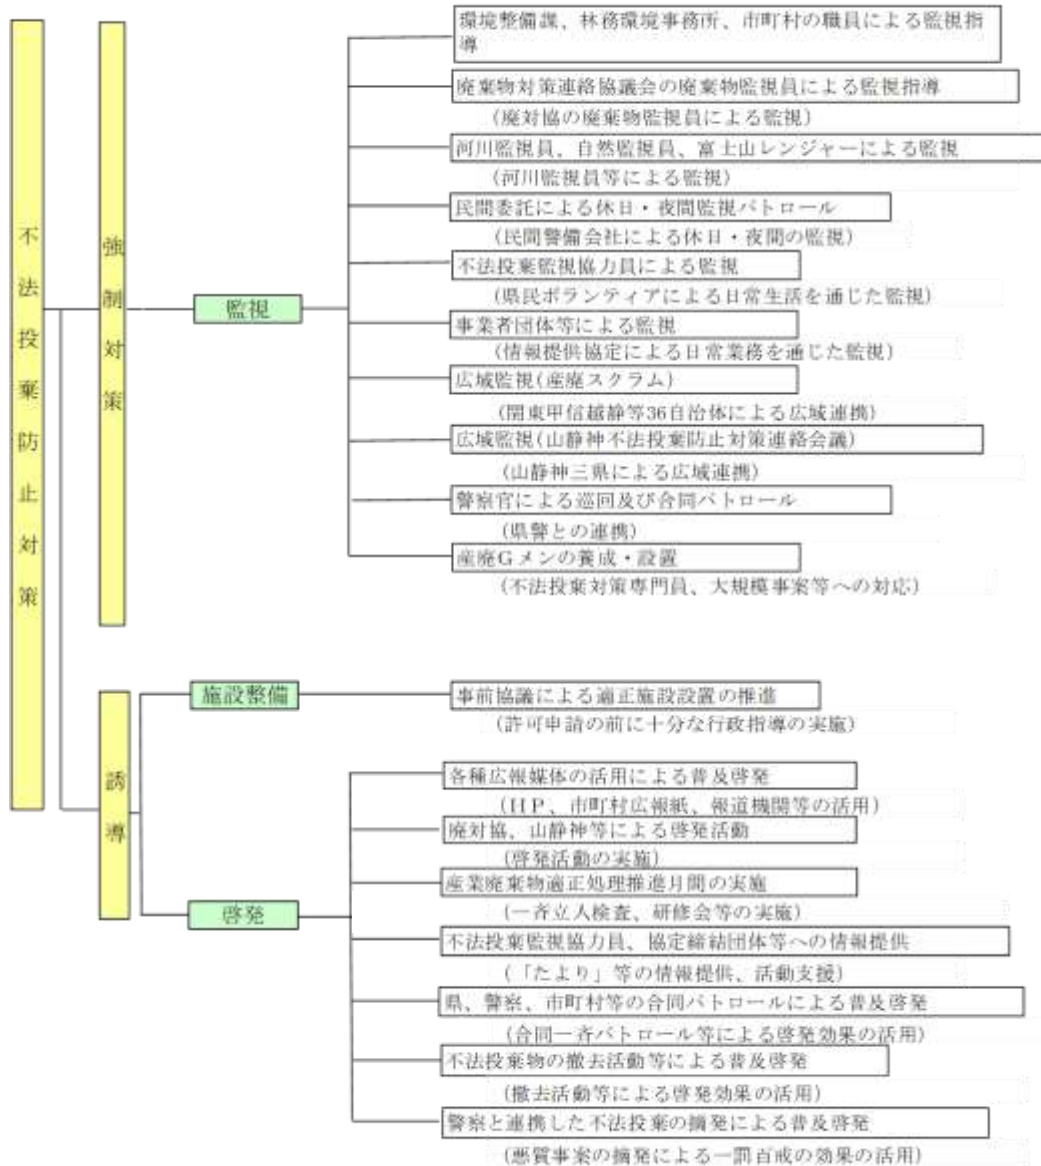 不法投棄防止対策
強制対策
監視
環境整備課、林務環境事務所、市町村の職員による監視指
導
廃棄物対策連絡協議会の廃棄物監視員による監視指導
(廃対協の廃棄物監視員による監視)
河川監視員、自然監視員、富士山レンジャーによる監視
(河川監視員等による監視)
民間委託による休日・夜間監視パトロール
(民間警備会社による休日・夜間の監視)
不法投棄監視協力員による監視
(県民ボランティアによる日常生活を通じた監視)
事業者団体等による監視
(情報提供協定による日常業務を通じた監視)
広域監視(産廃スクラム)
(関東甲信越静等36自治体による広域連携)
広域監視(山静神不法投棄防止対策連絡会議)
(山静神三県による広域連携)
警察官による巡回及び合同パトロール
(県警との連携)
産廃Gメンの養成・設置
(不法投棄対策専門員、大規模事案等への対応)
誘導
施設整備
事前協議による適正施設設置の推進
(許可申請の前に十分な行政指導の実施)
啓発
各種広報媒体の活用による普及啓発
(HP、市町村広報紙、報道機関等の活用)
廃対協、山静神等による啓発活動
(啓発活動の実施)
産業廃棄物適正処理推進月間の実施
(一斉立入検査、研修会等の実施)
不法投棄監視協力員、協定締結団体等への情報提供
(「たより」等の情報提供、活動支援)
県、警察、市町村等の合同パトロールによる普及啓発
(合同一斉パトロール等による啓発効果の活用)
不法投棄物の撤去活動等による普及啓発
(撤去活動等による啓発効果の活用)
警察と連携した不法投棄の摘発による普及啓発
(悪質事案の摘発による一罰百戒の効果の活用)